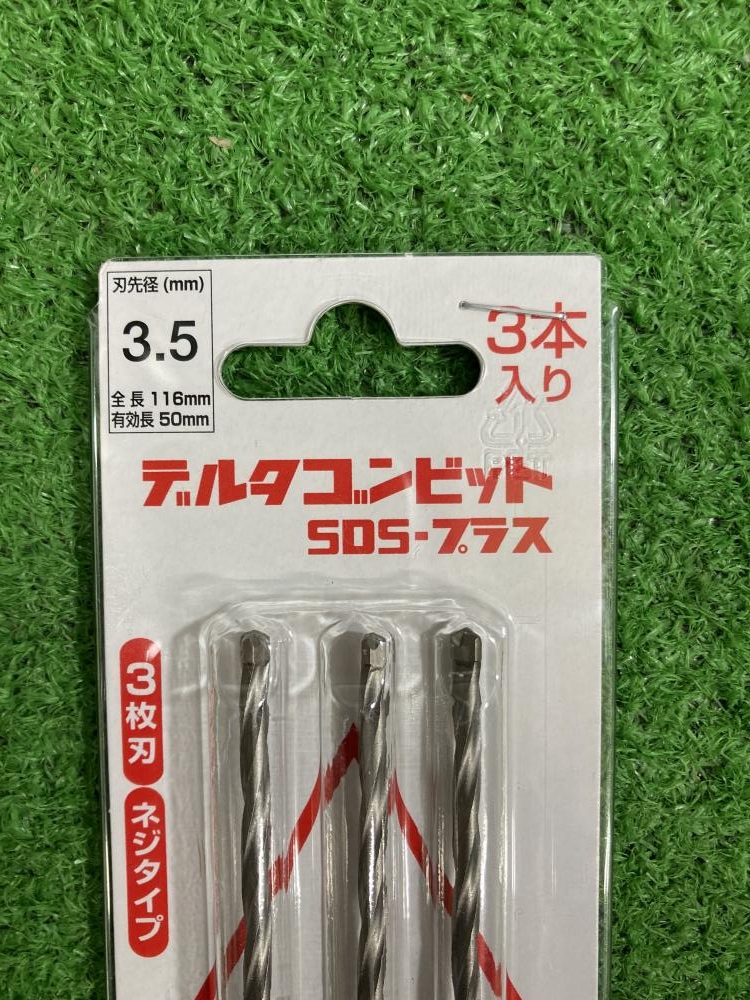 刃先径(mm)
3.5
全長 116mm
有効長 50mm
3本
入り
デルタゴンビット
SDS-プラス
3枚刃
ネジタイプ